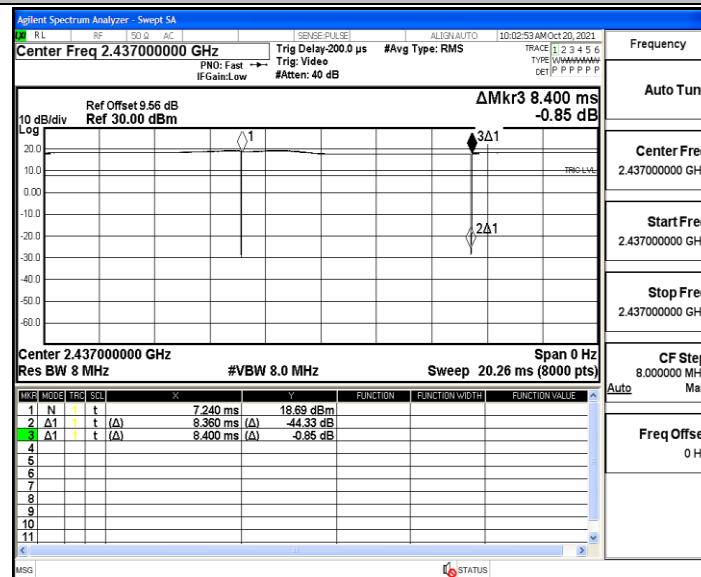 Agilent Spectrum Analyzer - Swept SA
RL RF 50 Ω AC SENSE:PULSE ALIGNAUTO 10:02:53 AM Oct 20, 2021
Center Freq 2.437000000 GHz
PNO: Fast
IFGain:Low
Trig Delay-200.0 µs
Trig: Video
#Atten: 40 dB
#Avg Type: RMS
TRACE 1 2 3 4 5 6
TYPE WWWWWW
DET P P P P P P
Frequency
Auto Tun
Center Fre
2.437000000 GH
Start Fre
2.437000000 GH
Stop Fre
2.437000000 GH
CF Step
8.000000 MH
Auto Ma
Freq Offse
0 H
Ref Offset 9.56 dB
10 dB/div Ref 30.00 dBm
Log
ΔMkr3 8.400 ms
-0.85 dB
1
3Δ1
2Δ1
TRIG LVL
20.0
10.0
0.00
-10.0
-20.0
-30.0
-40.0
-50.0
-60.0
Center 2.437000000 GHz Span 0 Hz
Res BW 8 MHz #VBW 8.0 MHz Sweep 20.26 ms (8000 pts)
MKR MODE TRC SCL X Y FUNCTION FUNCTION WIDTH FUNCTION VALUE
1 N 1 t 7.240 ms 18.69 dBm
2 Δ1 1 t (Δ) 8.360 ms (Δ) -44.33 dB
3 Δ1 1 t (Δ) 8.400 ms (Δ) -0.85 dB
4
5
6
7
8
9
10
11
MSG STATUS